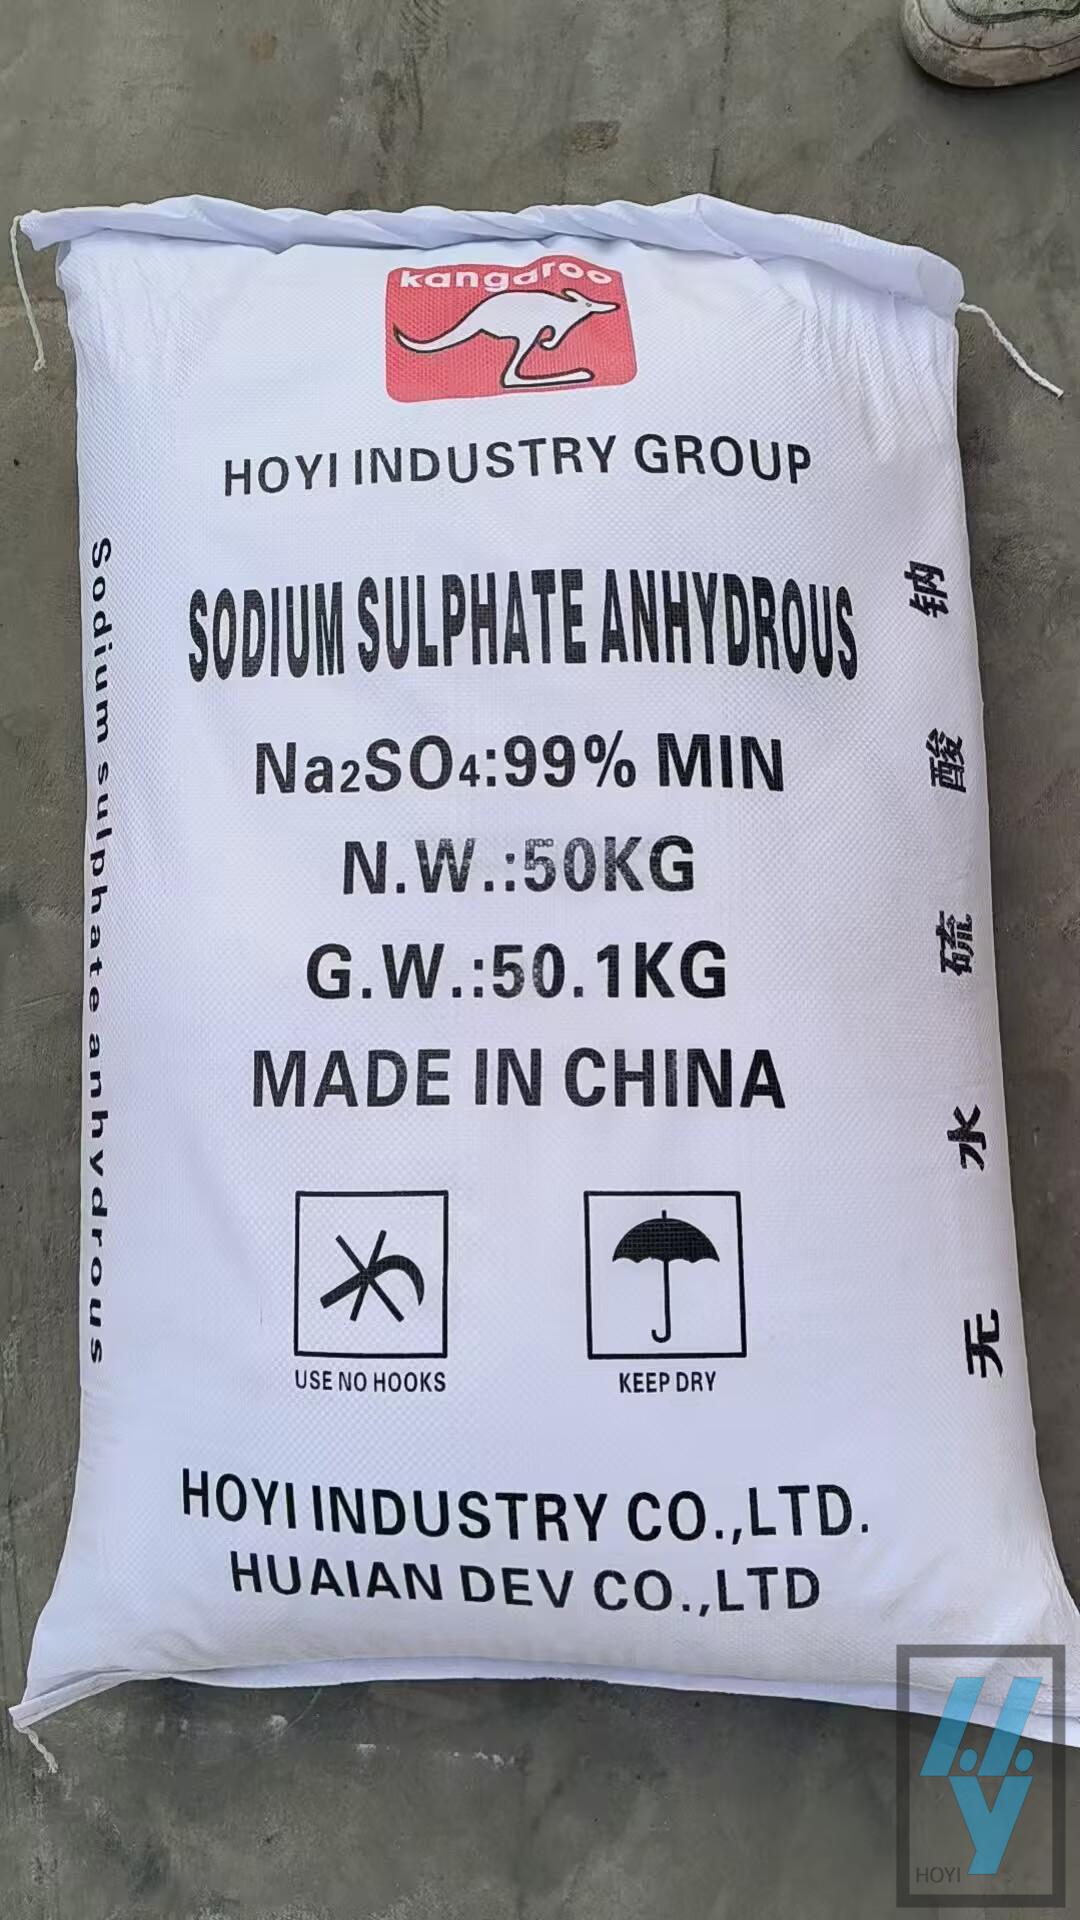 kangaroo
HOYI INDUSTRY GROUP
SODIUM SULPHATE ANHYDROUS
Na₂SO₄:99% MIN
N.W.:50KG
G.W.:50.1KG
MADE IN CHINA
USE NO HOOKS
KEEP DRY
HOYI INDUSTRY CO.,LTD.
HUAIAN DEV CO.,LTD
Sodium sulphate anhydrous
无水硫酸钠
HOYI